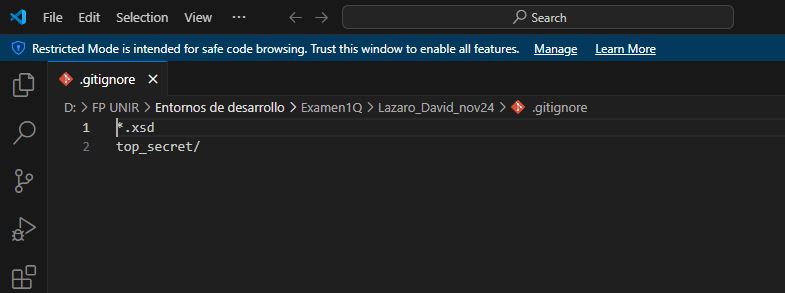 File Edit Selection View ··· Search
Restricted Mode is intended for safe code browsing. Trust this window to enable all features. Manage Learn More
.gitignore
D: > FP UNIR > Entornos de desarrollo > Examen1Q > Lazaro_David_nov24 > .gitignore
1 *.xsd
2 top_secret/